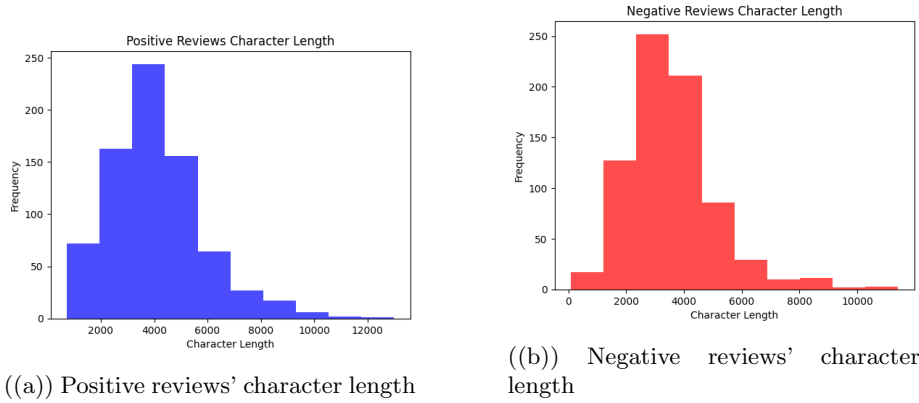 Positive Reviews Character Length
250
200
150
100
50
0
Frequency
2000 4000 6000 8000 10000 12000
Character Length
((a)) Positive reviews’ character length
Negative Reviews Character Length
250
200
150
100
50
0
Frequency
0 2000 4000 6000 8000 10000
Character Length
((b)) Negative reviews’ character
length